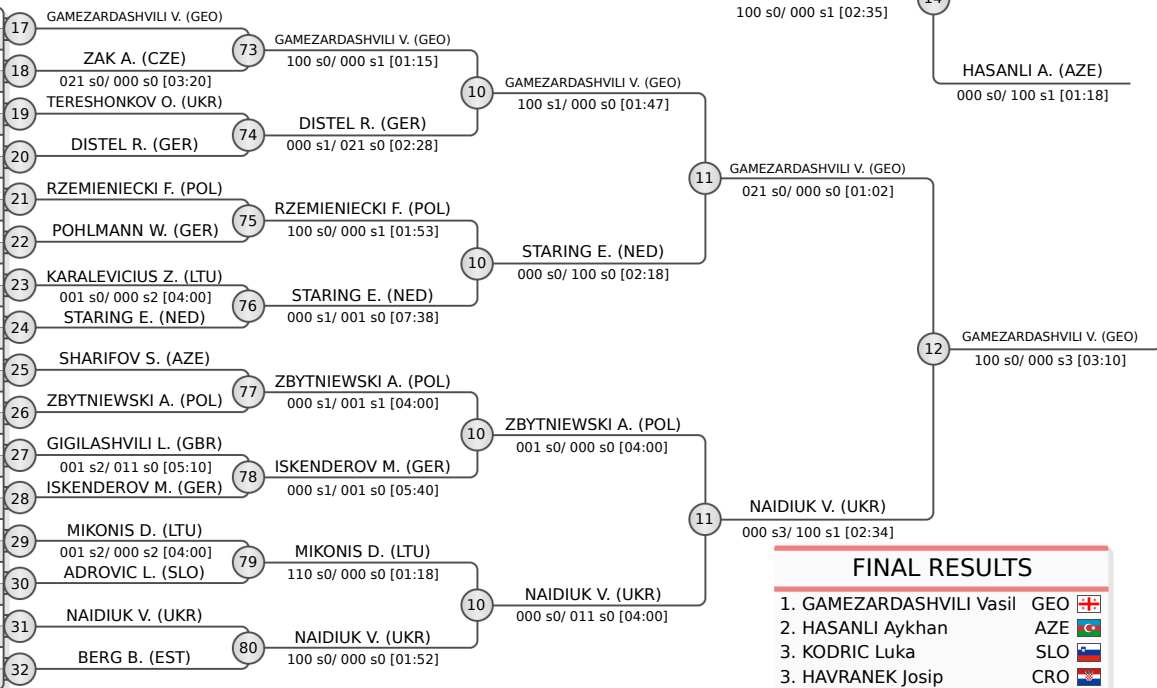 17
GAMEZARDASHVILI V. (GEO)
18
ZAK A. (CZE)
021 s0/ 000 s0 [03:20]
19
TERESHONKOV O. (UKR)
20
DISTEL R. (GER)
21
RZEMIENIECKI F. (POL)
22
POHLMANN W. (GER)
23
KARALEVICIUS Z. (LTU)
001 s0/ 000 s2 [04:00]
24
STARING E. (NED)
25
SHARIFOV S. (AZE)
26
ZBYTNIEWSKI A. (POL)
27
GIGILASHVILI L. (GBR)
001 s2/ 011 s0 [05:10]
28
ISKENDEROV M. (GER)
29
MIKONIS D. (LTU)
001 s2/ 000 s2 [04:00]
30
ADROVIC L. (SLO)
31
NAIDIUK V. (UKR)
32
BERG B. (EST)
73
GAMEZARDASHVILI V. (GEO)
100 s0/ 000 s1 [01:15]
74
DISTEL R. (GER)
000 s1/ 021 s0 [02:28]
75
RZEMIENIECKI F. (POL)
100 s0/ 000 s1 [01:53]
76
STARING E. (NED)
000 s1/ 001 s0 [07:38]
77
ZBYTNIEWSKI A. (POL)
000 s1/ 001 s1 [04:00]
78
ISKENDEROV M. (GER)
000 s1/ 001 s0 [05:40]
79
MIKONIS D. (LTU)
110 s0/ 000 s0 [01:18]
80
NAIDIUK V. (UKR)
100 s0/ 000 s0 [01:52]
10
GAMEZARDASHVILI V. (GEO)
100 s1/ 000 s0 [01:47]
10
STARING E. (NED)
000 s0/ 100 s0 [02:18]
10
ZBYTNIEWSKI A. (POL)
001 s0/ 000 s0 [04:00]
10
NAIDIUK V. (UKR)
000 s0/ 011 s0 [04:00]
11
GAMEZARDASHVILI V. (GEO)
021 s0/ 000 s0 [01:02]
11
NAIDIUK V. (UKR)
000 s3/ 100 s1 [02:34]
100 s0/ 000 s1 [02:35]
HASANLI A. (AZE)
000 s0/ 100 s1 [01:18]
12
GAMEZARDASHVILI V. (GEO)
100 s0/ 000 s3 [03:10]
FINAL RESULTS
1. GAMEZARDASHVILI Vasil GEO
2. HASANLI Aykhan AZE
3. KODRIC Luka SLO
3. HAVRANEK Josip CRO